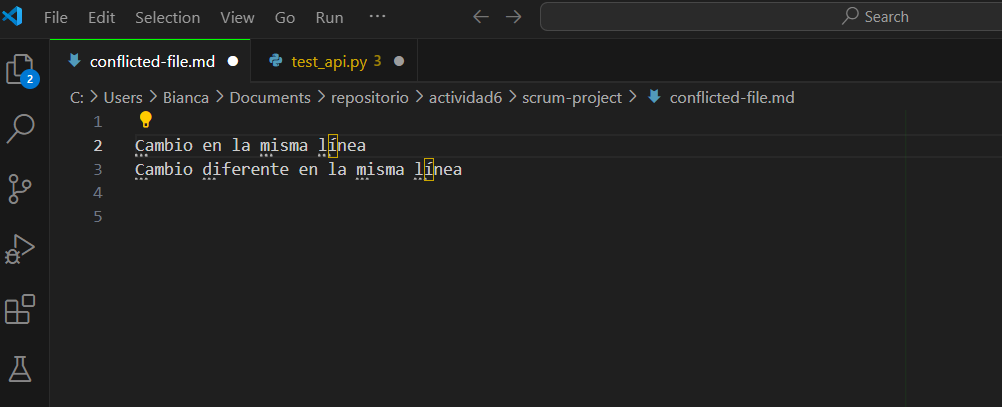 File Edit Selection View Go Run ··· Search
conflicted-file.md test_api.py 3
2
C: > Users > Bianca > Documents > repositorio > actividad6 > scrum-project > conflicted-file.md
1
2 Cambio en la misma línea
3 Cambio diferente en la misma línea
4
5